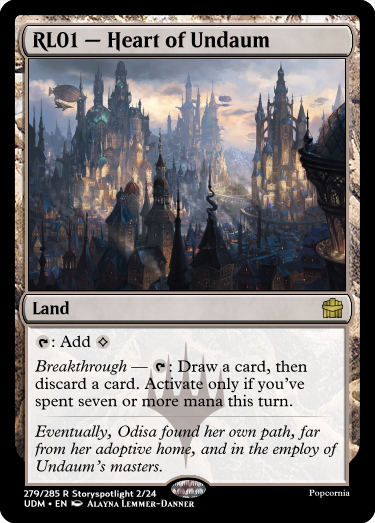 RL01 — Heart of Undaum
Land
: Add
Breakthrough — : Draw a card, then
discard a card. Activate only if you've
spent seven or more mana this turn.
Eventually, Odisa found her own path, far
from her adoptive home, and in the employ of
Undaum's masters.
279/285 R Storyspotlight 2/24
Popcornia
UDM • EN Alayna Lemmer-Danner